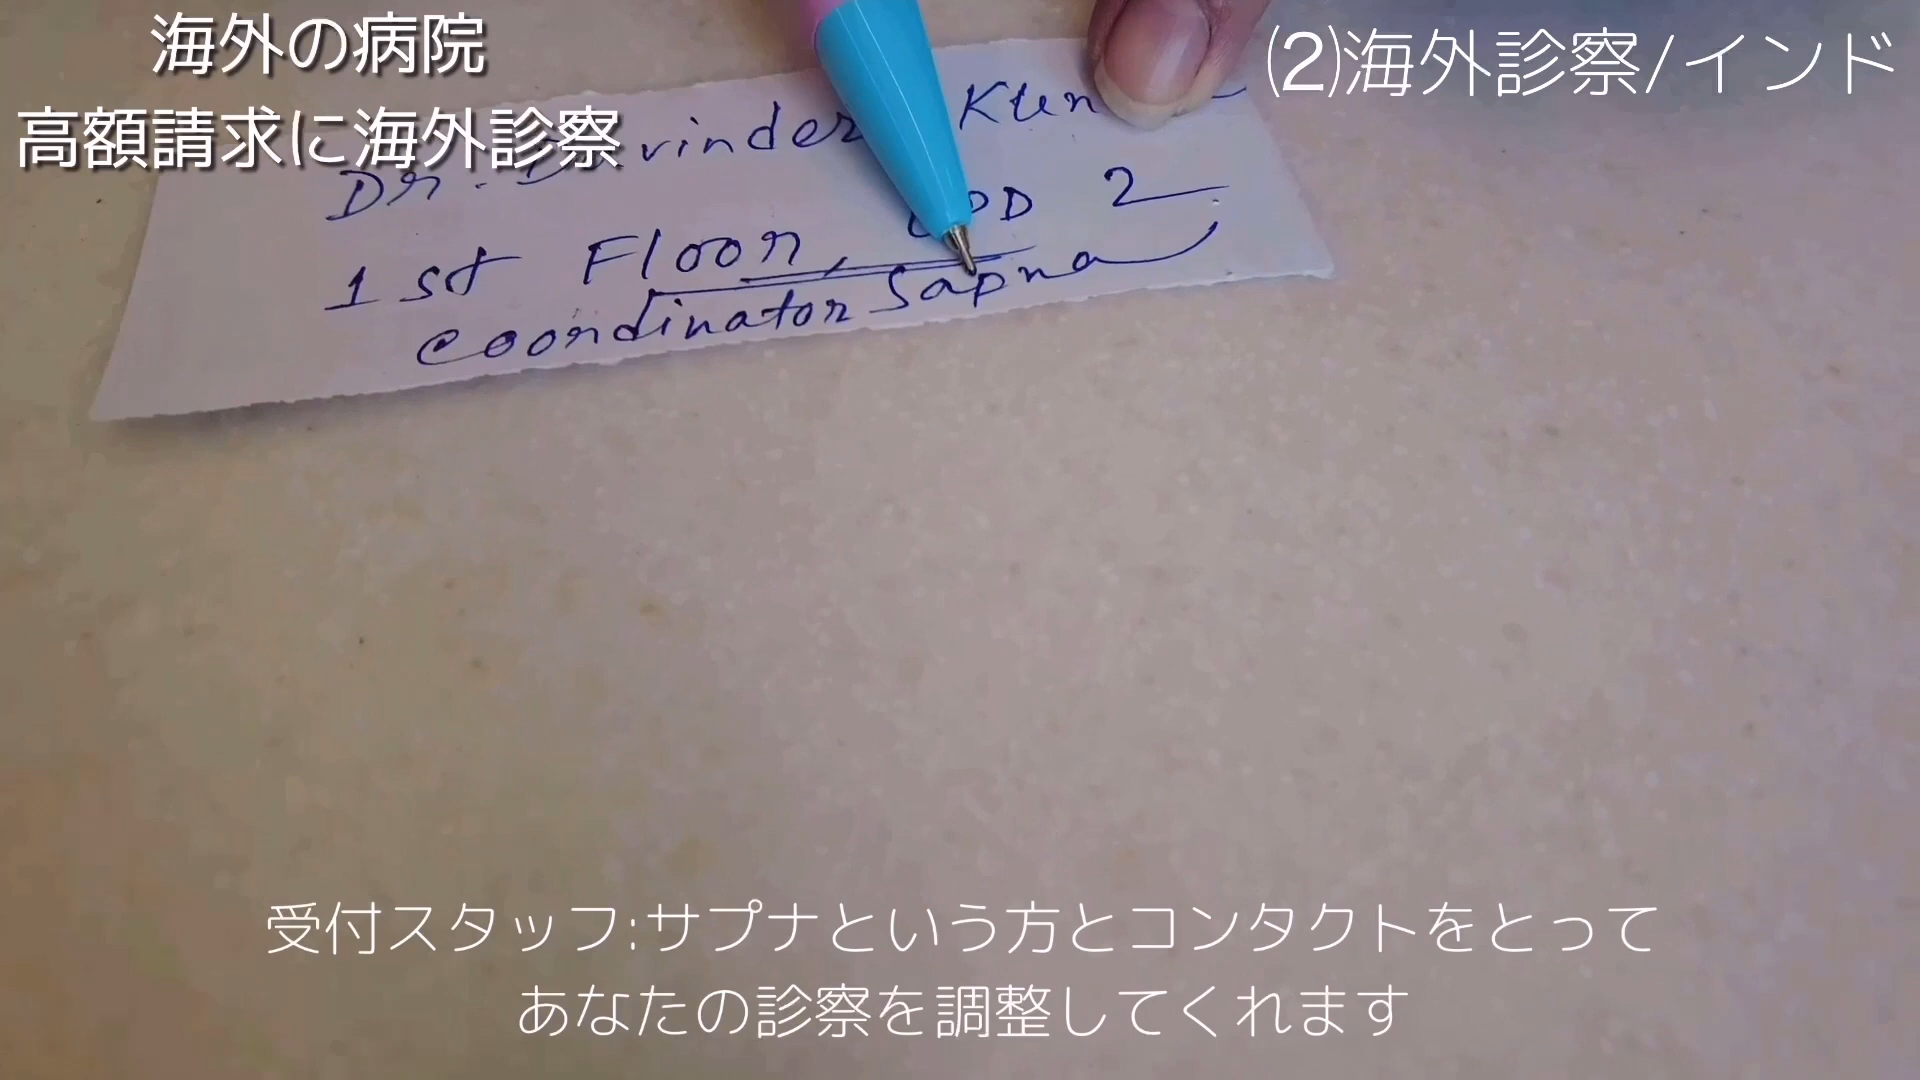 海外の病院
高額請求に海外診察
⑵海外診察/インド
Dr.
1st Floor, OPD 2
Coordinator Sapna
受付スタッフ:サプナという方とコンタクトをとって
あなたの診察を調整してくれます